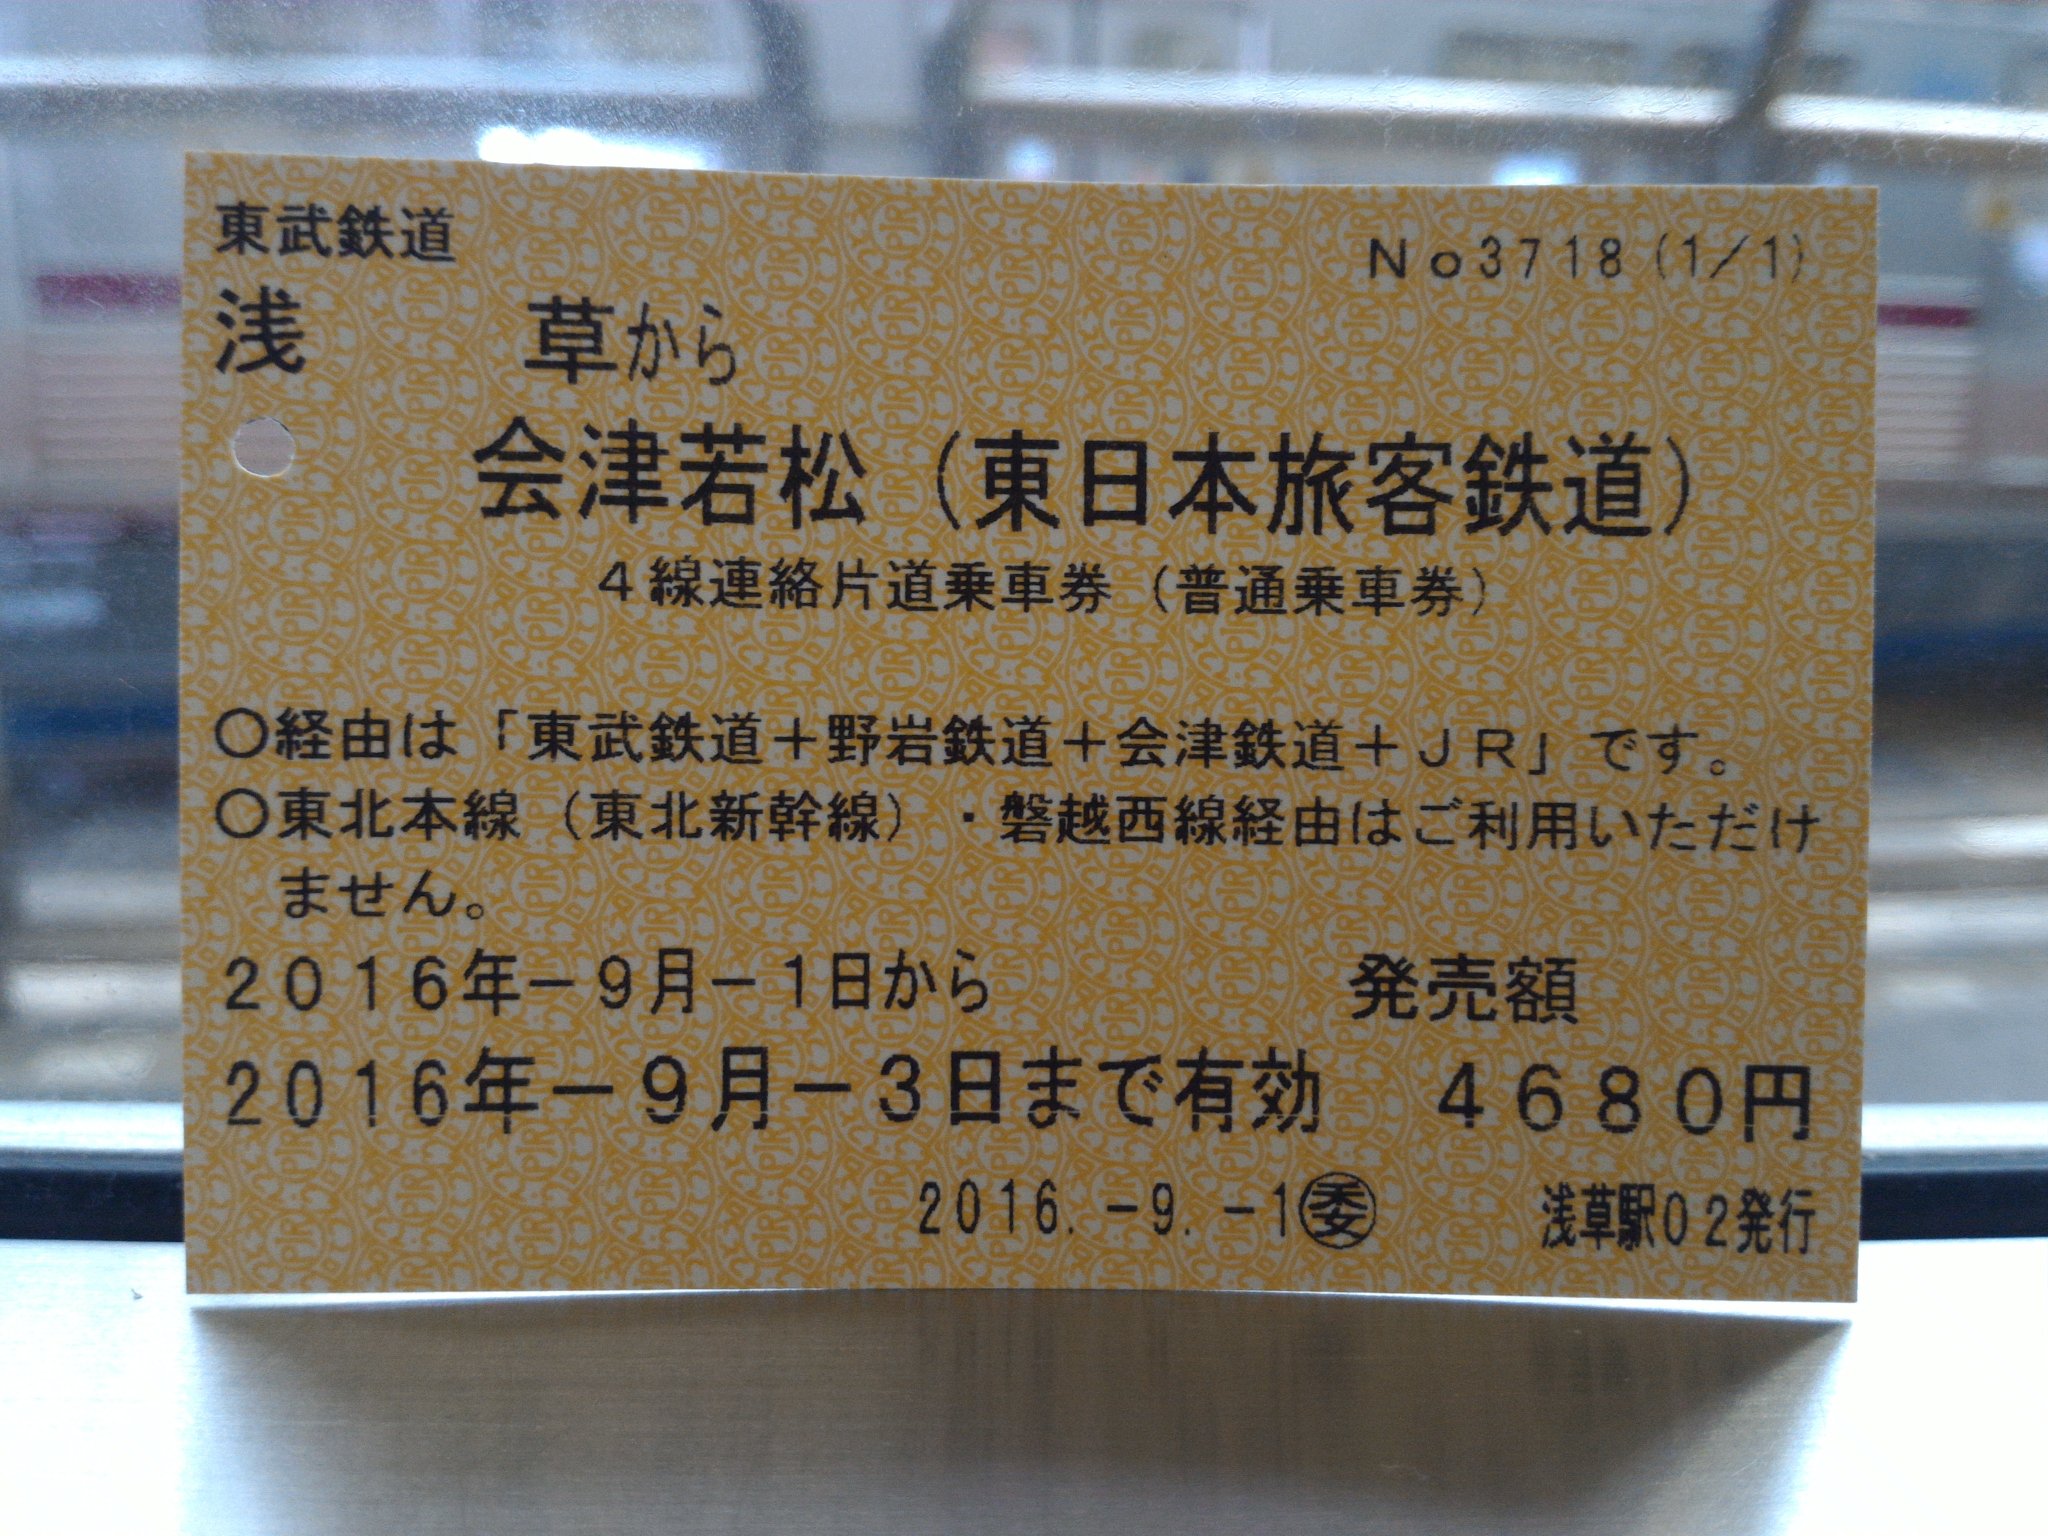 東武鉄道
No3718(1/1)
浅 草から
会津若松(東日本旅客鉄道)
4線連絡片道乗車券(普通乗車券)
○経由は「東武鉄道+野岩鉄道+会津鉄道+JR」です。
○東北本線(東北新幹線)・磐越西線経由はご利用いただけ
ません。
2016年-9月-1日から 発売額
2016年-9月-3日まで有効 4680円
2016.-9.-1㊎委 浅草駅02発行